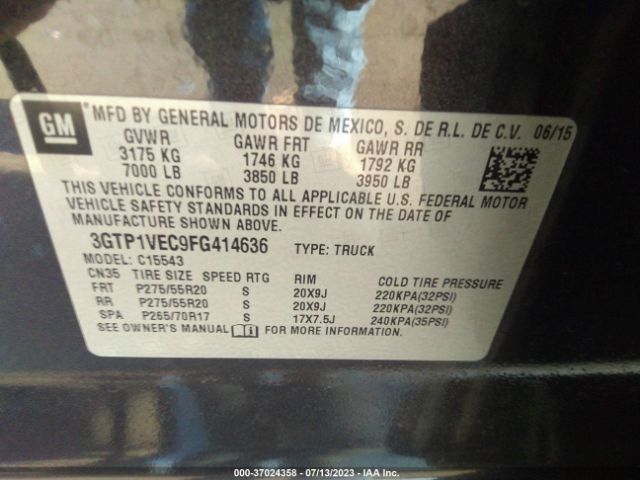 GM
MFD BY GENERAL MOTORS DE MEXICO, S. DE R.L. DE C.V. 06/15
GVWR GAWR FRT GAWR RR
3175 KG 1746 KG 1792 KG
7000 LB 3850 LB 3950 LB
THIS VEHICLE CONFORMS TO ALL APPLICABLE U.S. FEDERAL MOTOR
VEHICLE SAFETY STANDARDS IN EFFECT ON THE DATE OF
MANUFACTURE SHOWN ABOVE.
3GTP1VEC9FG414636 TYPE: TRUCK
MODEL: C15543
CN35 TIRE SIZE SPEED RTG RIM COLD TIRE PRESSURE
FRT P275/55R20 S 20X9J 220KPA(32PSI)
RR P275/55R20 S 20X9J 220KPA(32PSI)
SPA P265/70R17 S 17X7.5J 240KPA(35PSI)
SEE OWNER'S MANUAL FOR MORE INFORMATION.
000-37024358 - 07/13/2023 - IAA Inc.